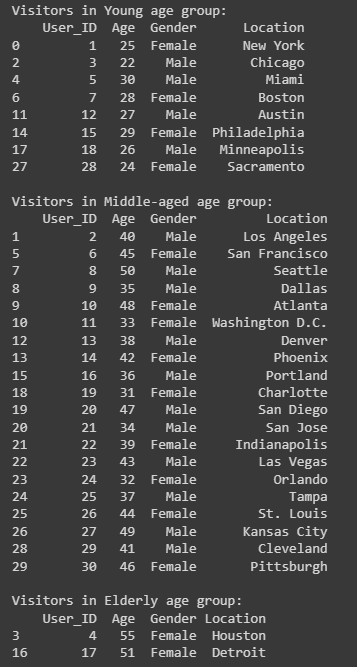 Visitors in Young age group:
    User_ID  Age  Gender      Location
0         1   25  Female      New York
2         3   22    Male       Chicago
4         5   30    Male         Miami
6         7   28  Female        Boston
11       12   27    Male        Austin
14       15   29  Female  Philadelphia
17       18   26    Male   Minneapolis
27       28   24  Female    Sacramento

Visitors in Middle-aged age group:
    User_ID  Age  Gender         Location
1         2   40    Male      Los Angeles
5         6   45  Female    San Francisco
7         8   50    Male          Seattle
8         9   35    Male           Dallas
9        10   48  Female          Atlanta
10       11   33  Female  Washington D.C.
12       13   38    Male           Denver
13       14   42  Female          Phoenix
15       16   36    Male         Portland
18       19   31  Female        Charlotte
19       20   47    Male        San Diego
20       21   34    Male         San Jose
21       22   39  Female     Indianapolis
22       23   43    Male        Las Vegas
23       24   32  Female          Orlando
24       25   37    Male            Tampa
25       26   44  Female        St. Louis
26       27   49    Male      Kansas City
28       29   41    Male        Cleveland
29       30   46  Female       Pittsburgh

Visitors in Elderly age group:
    User_ID  Age  Gender Location
3         4   55  Female  Houston
16       17   51  Female  Detroit